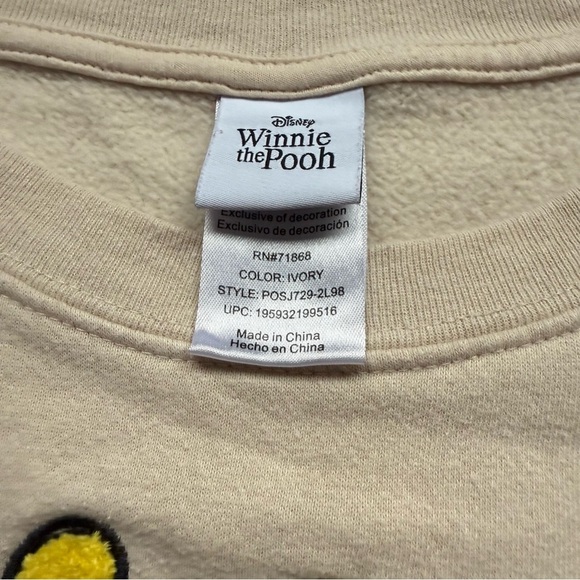 Disney
Winnie
the Pooh
Exclusive of decoration
Exclusivo de decoración
RN#71868
COLOR: IVORY
STYLE: POSJ729-2L98
UPC: 195932199516
Made in China
Hecho en China